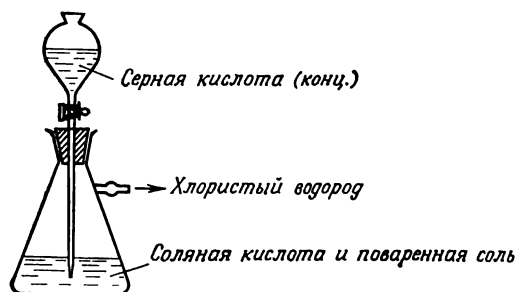 Серная кислота (конц.)
Хлористый водород
Соляная кислота и поваренная соль